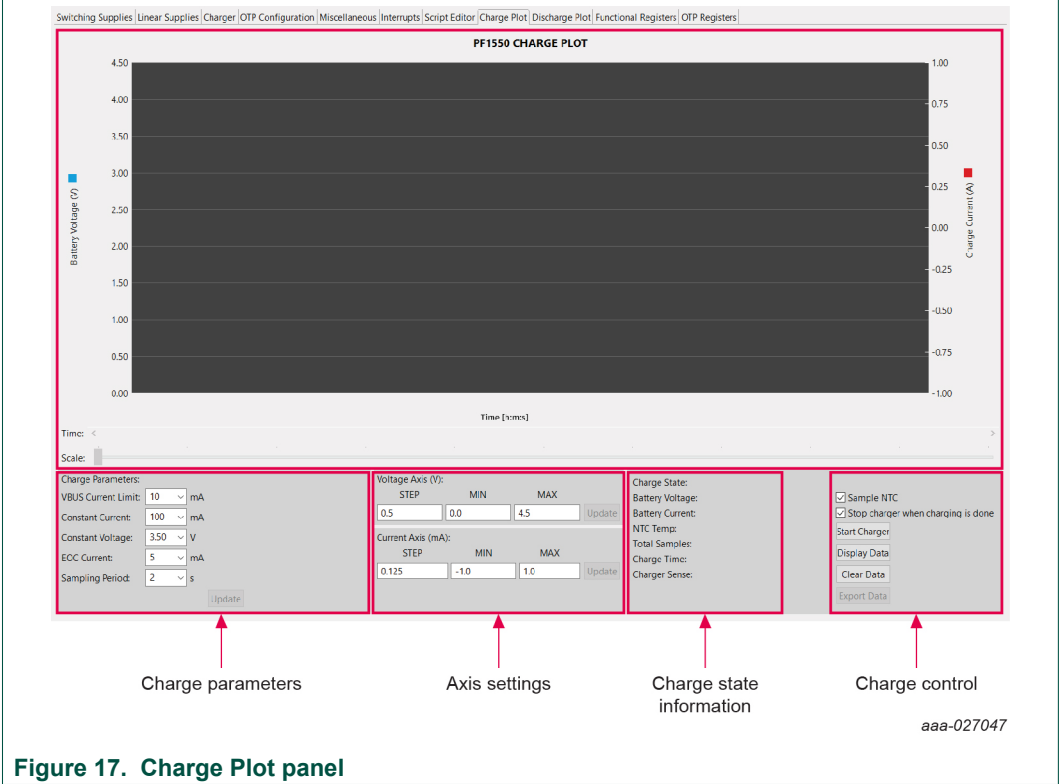 Switching Supplies Linear Supplies Charger OTP Configuration Miscellaneous Interrupts Script Editor Charge Plot Discharge Plot Functional Registers OTP Registers
PF1550 CHARGE PLOT
4.50
4.00
3.50
3.00
2.50
2.00
1.50
1.00
0.50
0.00
Battery Voltage (V)
1.00
0.75
0.50
0.25
0.00
-0.25
-0.50
-0.75
-1.00
Charge Current (A)
Time [h:m:s]
Time: < >
Scale:
Charge Parameters:
VBUS Current Limit: 10 mA
Constant Current: 100 mA
Constant Voltage: 3.50 V
EOC Current: 5 mA
Sampling Period: 2 s
Update
Voltage Axis (V):
STEP MIN MAX
0.5 0.0 4.5 Update
Current Axis (mA):
STEP MIN MAX
0.125 -1.0 1.0 Update
Charge State:
Battery Voltage:
Battery Current:
NTC Temp:
Total Samples:
Charge Time:
Charger Sense:
Sample NTC
Stop charger when charging is done
Start Charger
Display Data
Clear Data
Export Data
Charge parameters
Axis settings
Charge state
information
Charge control
aaa-027047
Figure 17. Charge Plot panel